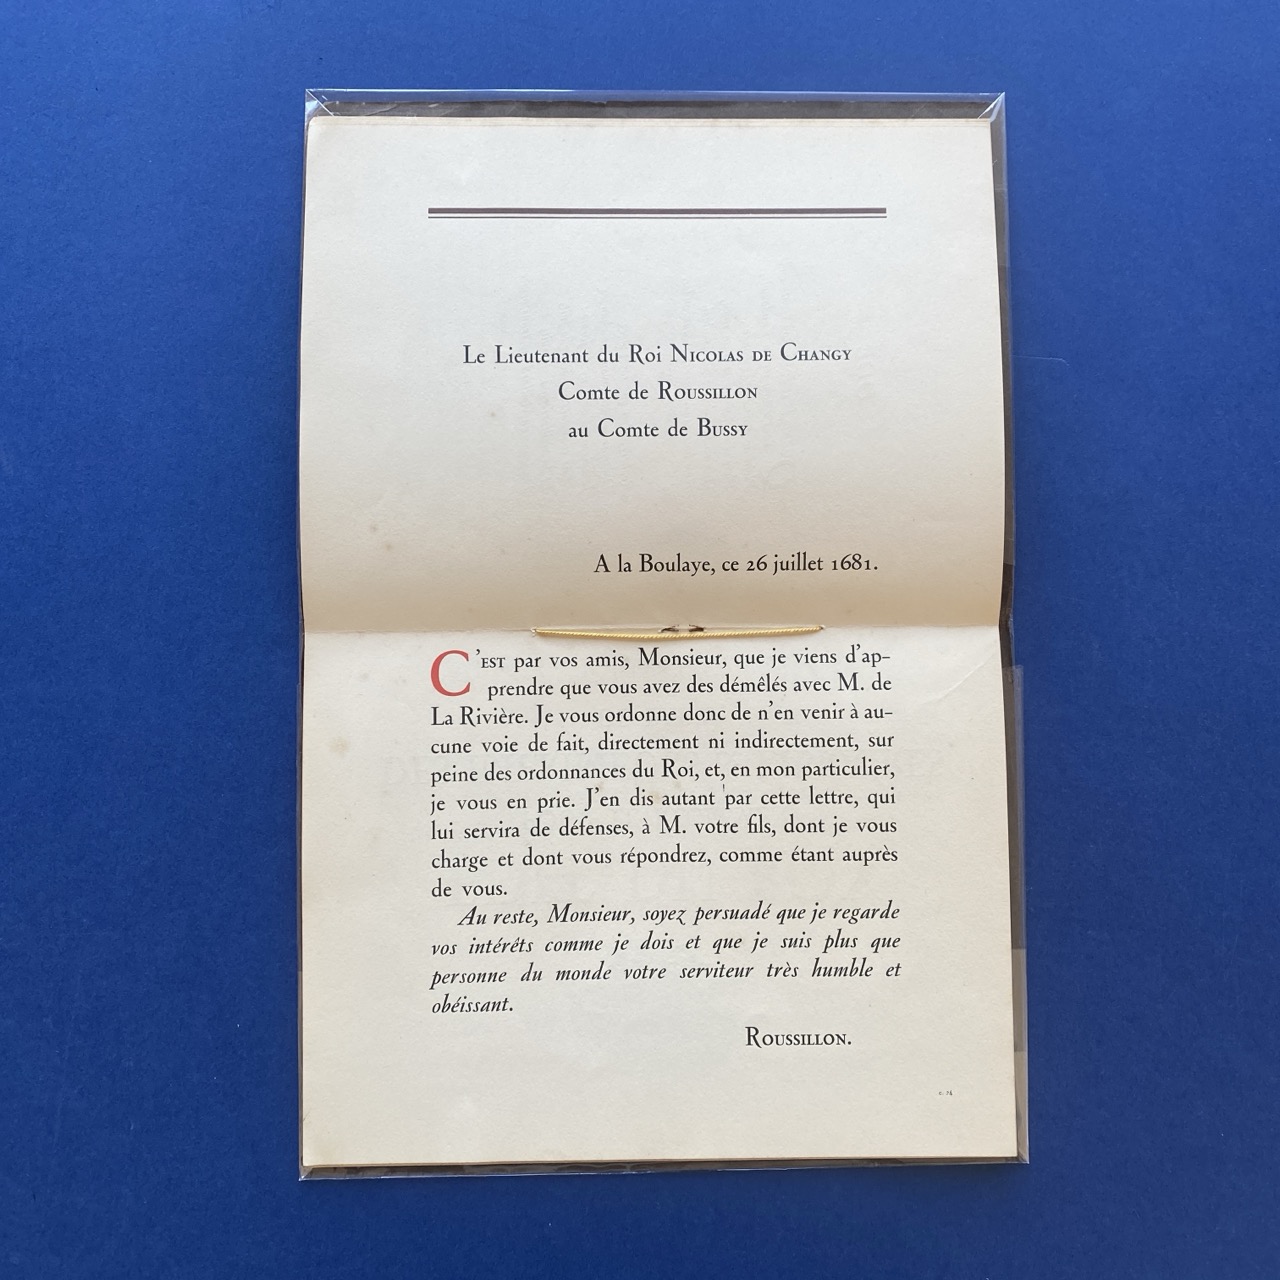 Le Lieutenant du Roi Nicolas de Changy
Comte de Roussillon
au Comte de Bussy
A la Boulaye, ce 26 juillet 1681.
C'est par vos amis, Monsieur, que je viens d'ap-
prendre que vous avez des démêlés avec M. de
La Rivière. Je vous ordonne donc de n'en venir à au-
cune voie de fait, directement ni indirectement, sur
peine des ordonnances du Roi, et, en mon particulier,
je vous en prie. J'en dis autant par cette lettre, qui
lui servira de défenses, à M. votre fils, dont je vous
charge et dont vous répondrez, comme étant auprès
de vous.
Au reste, Monsieur, soyez persuadé que je regarde
vos intérêts comme je dois et que je suis plus que
personne du monde votre serviteur très humble et
obéissant.
Roussillon.